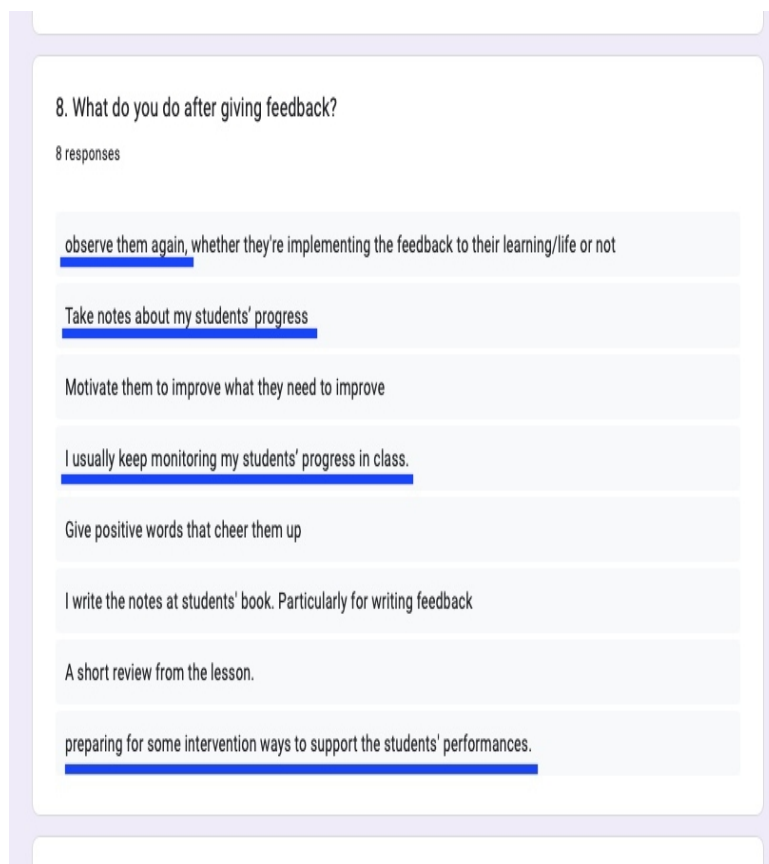 8. What do you do after giving feedback?
8 responses
observe them again, whether they're implementing the feedback to their learning/life or not
Take notes about my students' progress
Motivate them to improve what they need to improve
I usually keep monitoring my students' progress in class.
Give positive words that cheer them up
I write the notes at students' book. Particularly for writing feedback
A short review from the lesson.
preparing for some intervention ways to support the students' performances.